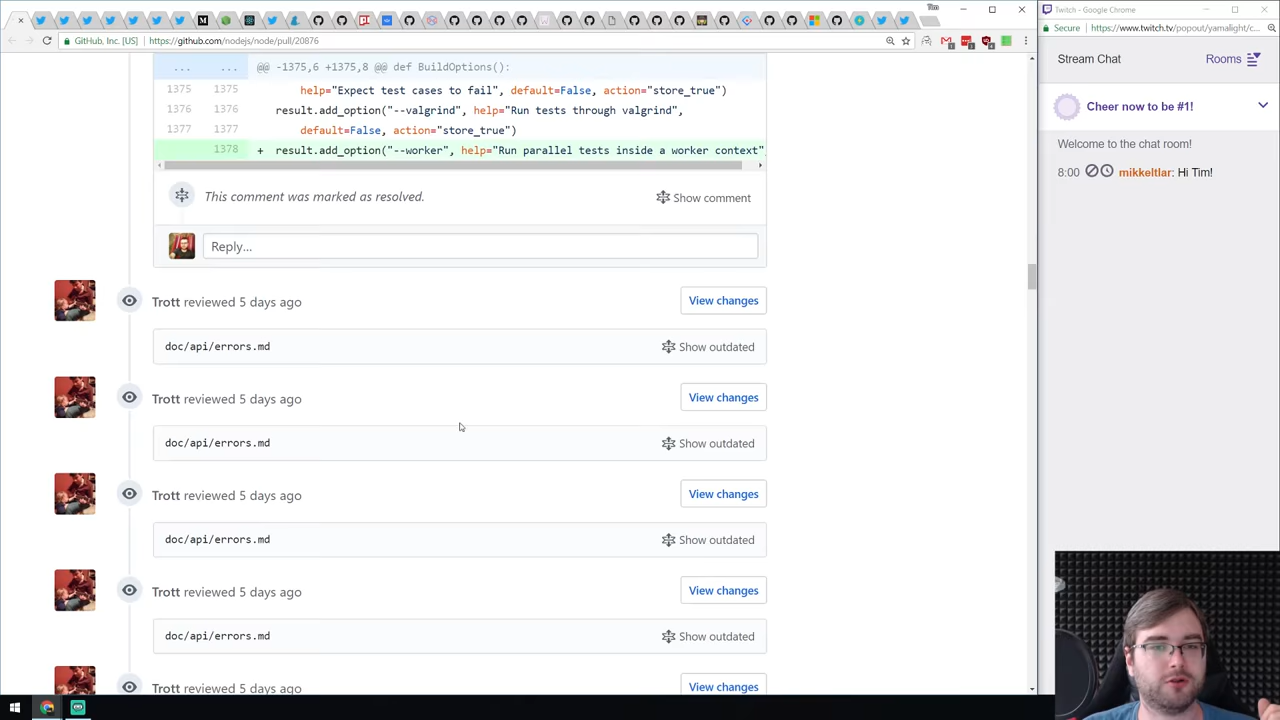 Tim
Twitch - Google Chrome
GitHub, Inc. [US] https://github.com/nodejs/node/pull/20876
Secure https://www.twitch.tv/popout/yamalight/c...
... ... @@ -1375,6 +1375,8 @@ def BuildOptions():
1375 1375 help="Expect test cases to fail", default=False, action="store_true")
1376 1376 result.add_option("--valgrind", help="Run tests through valgrind",
1377 1377 default=False, action="store_true")
1378 + result.add_option("--worker", help="Run parallel tests inside a worker context"
This comment was marked as resolved.
Show comment
Reply...
Trott reviewed 5 days ago
View changes
doc/api/errors.md
Show outdated
Trott reviewed 5 days ago
View changes
doc/api/errors.md
Show outdated
Trott reviewed 5 days ago
View changes
doc/api/errors.md
Show outdated
Trott reviewed 5 days ago
View changes
doc/api/errors.md
Show outdated
Trott reviewed 5 days ago
View changes
Stream Chat
Rooms
Cheer now to be #1!
Welcome to the chat room!
8:00 mikkeltlar: Hi Tim!